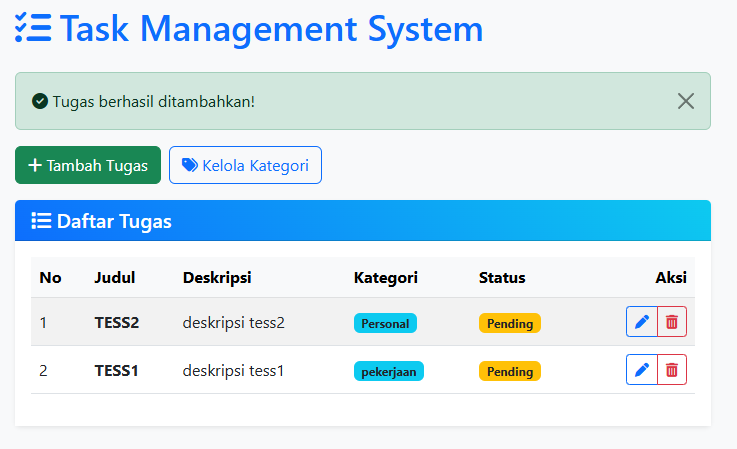 Task Management System
Tugas berhasil ditambahkan!
Tambah Tugas Kelola Kategori
Daftar Tugas
No Judul Deskripsi Kategori Status Aksi
1 TESS2 deskripsi tess2 Personal Pending
2 TESS1 deskripsi tess1 pekerjaan Pending